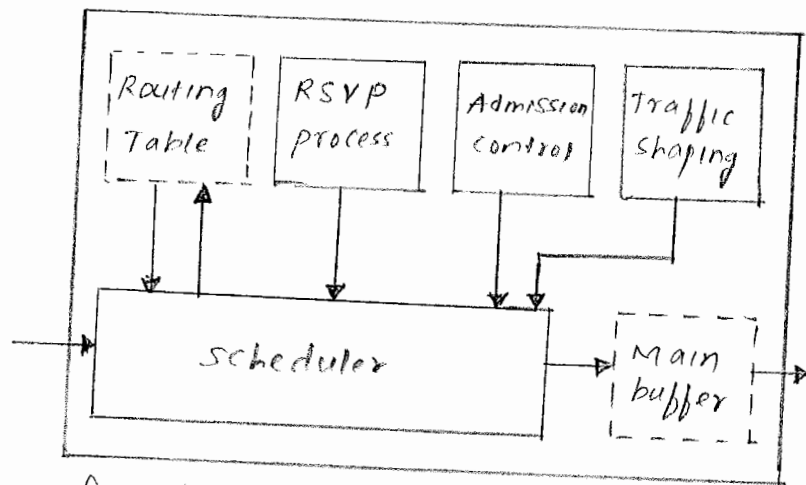 Routing
Table
RSVP
process
Admission
control
Traffic
shaping
scheduler
Main
buffer